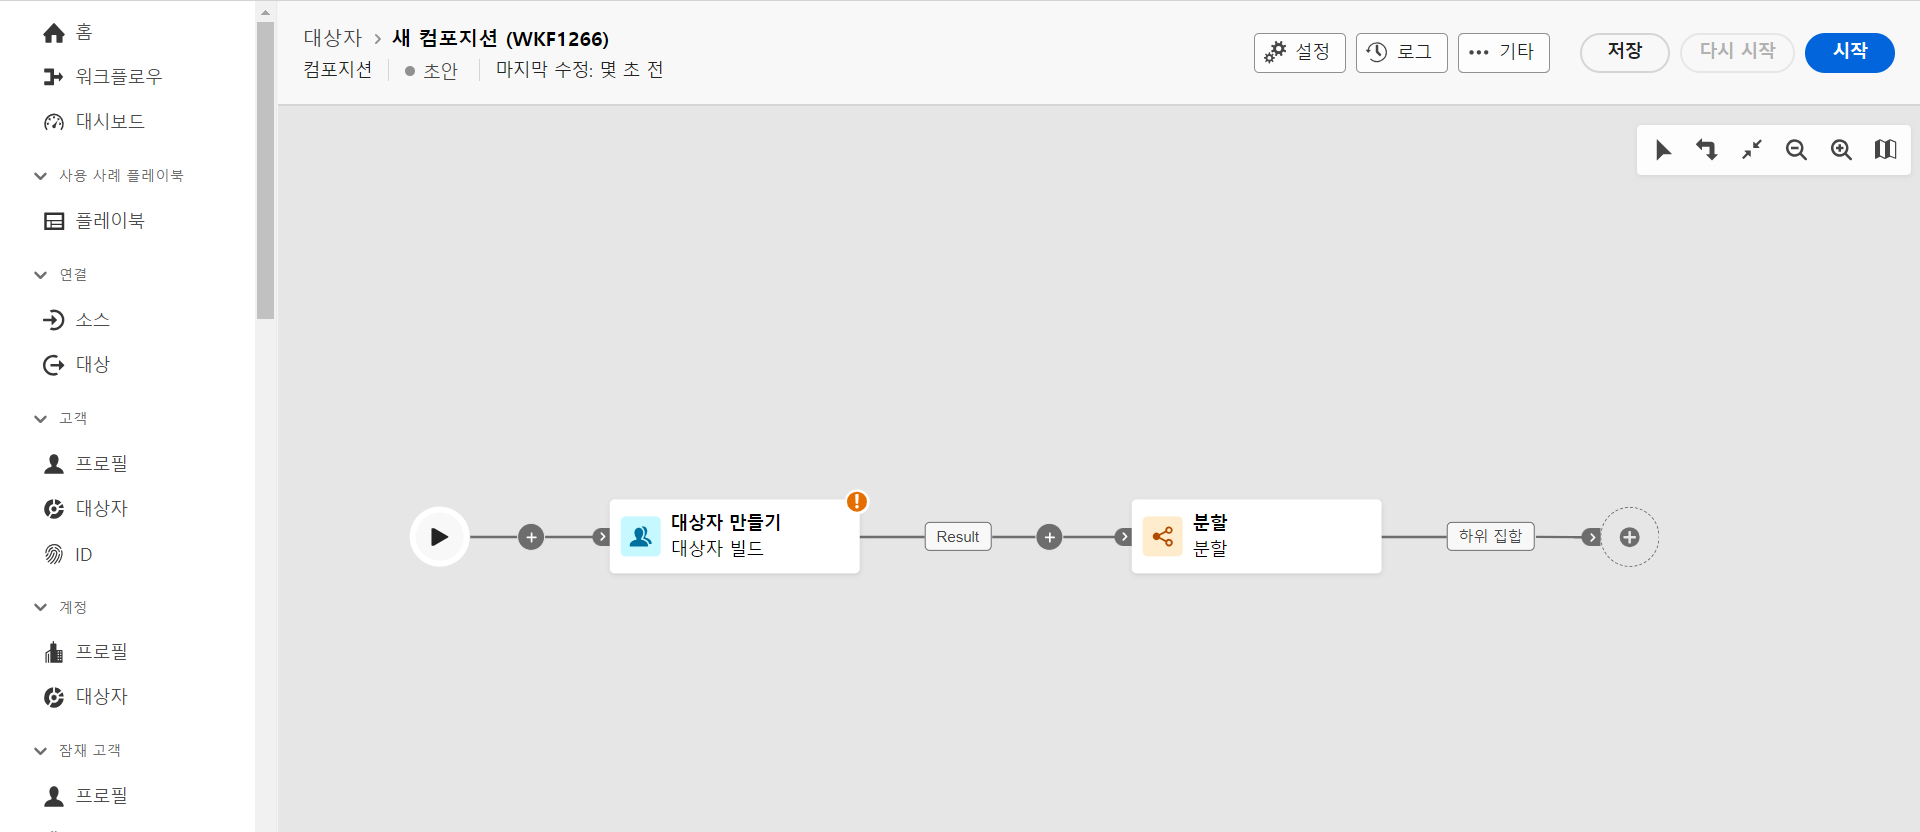 홈
워크플로우
대시보드
사용 사례 플레이북
플레이북
연결
소스
대상
고객
프로필
대상자
ID
계정
프로필
대상자
잠재 고객
프로필
대상자 > 새 컴포지션 (WKF1266)
컴포지션 초안 마지막 수정: 몇 초 전
설정 로그 기타 저장 다시 시작 시작
대상자 만들기
대상자 빌드
Result
분할
분할
하위 집합